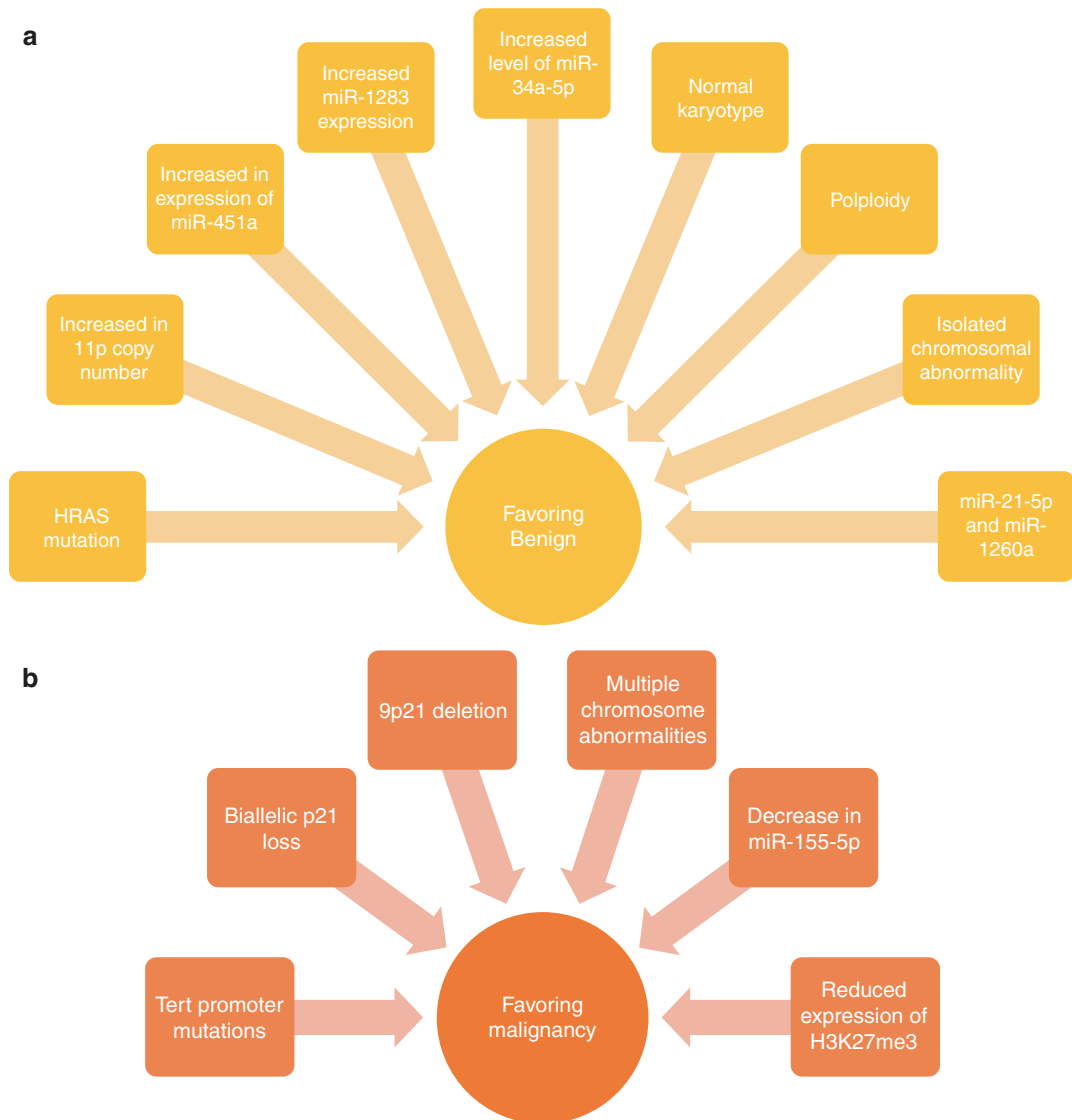 a
Increased
level of miR-
34a-5p
Increased
miR-1283
expression
Normal
karyotype
Increased in
expression of
miR-451a
Polploidy
Increased in
11p copy
number
Isolated
chromosomal
abnormality
HRAS
mutation
Favoring
Benign
miR-21-5p
and miR-
1260a
b
9p21 deletion
Multiple
chromosome
abnormalities
Biallelic p21
loss
Decrease in
miR-155-5p
Tert promoter
mutations
Favoring
malignancy
Reduced
expression of
H3K27me3